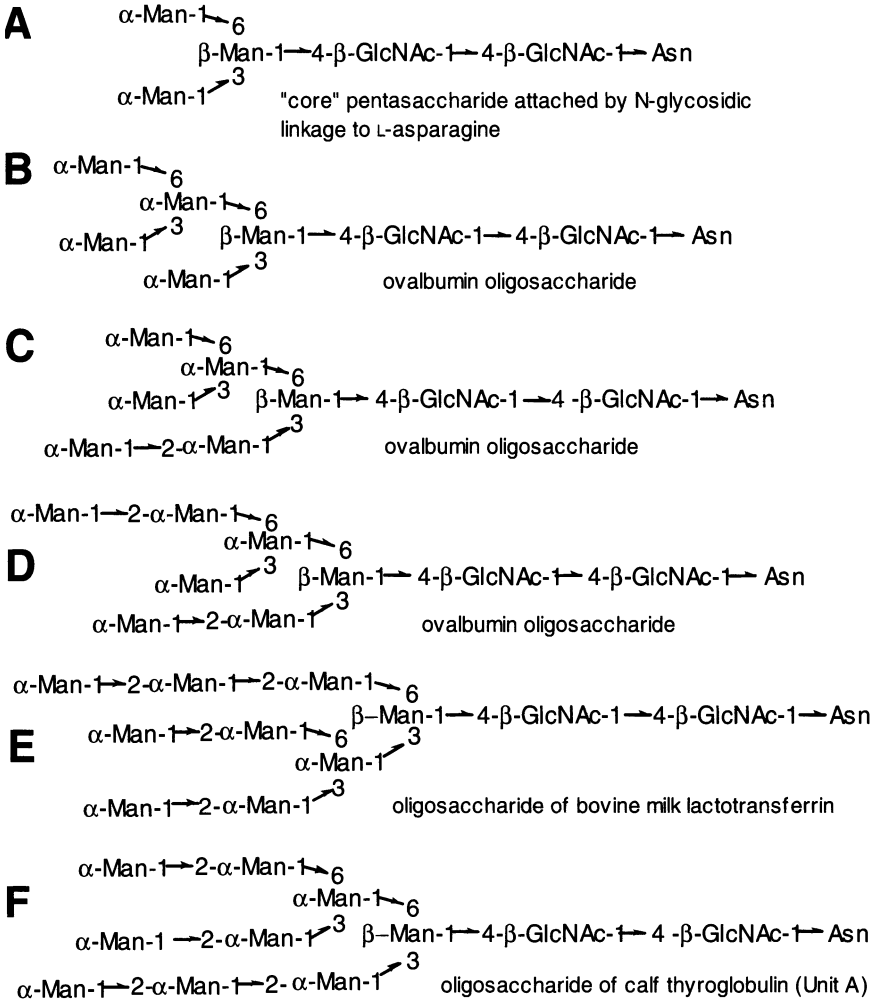 A
α-Man-1→6
β-Man-1→4-β-GlcNAc-1→4-β-GlcNAc-1→Asn
α-Man-1→3
"core" pentasaccharide attached by N-glycosidic
linkage to L-asparagine
B
α-Man-1→6
α-Man-1→6
α-Man-1→3
β-Man-1→4-β-GlcNAc-1→4-β-GlcNAc-1→Asn
α-Man-1→3
ovalbumin oligosaccharide
C
α-Man-1→6
α-Man-1→6
α-Man-1→3
β-Man-1→4-β-GlcNAc-1→4-β-GlcNAc-1→Asn
α-Man-1→2-α-Man-1→3
ovalbumin oligosaccharide
D
α-Man-1→2-α-Man-1→6
α-Man-1→6
α-Man-1→3
β-Man-1→4-β-GlcNAc-1→4-β-GlcNAc-1→Asn
α-Man-1→2-α-Man-1→3
ovalbumin oligosaccharide
E
α-Man-1→2-α-Man-1→2-α-Man-1→6
β-Man-1→4-β-GlcNAc-1→4-β-GlcNAc-1→Asn
α-Man-1→2-α-Man-1→6
α-Man-1→3
α-Man-1→2-α-Man-1→3
oligosaccharide of bovine milk lactotransferrin
F
α-Man-1→2-α-Man-1→6
α-Man-1→6
α-Man-1→2-α-Man-1→3
β-Man-1→4-β-GlcNAc-1→4-β-GlcNAc-1→Asn
α-Man-1→2-α-Man-1→2-α-Man-1→3
oligosaccharide of calf thyroglobulin (Unit A)